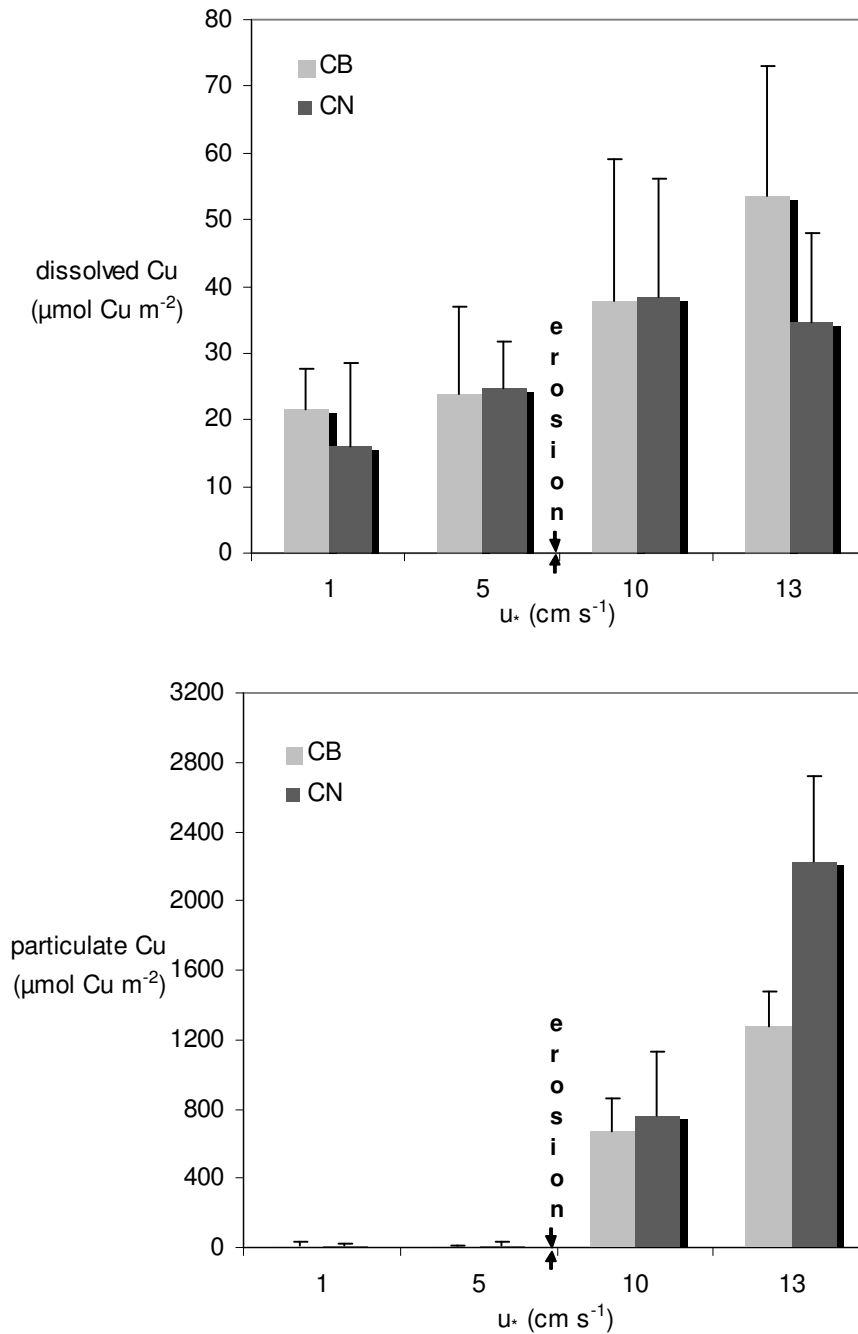 80
70
60
50
40
30
20
10
0
CB
CN
dissolved Cu
(µmol Cu m⁻²)
erosion
1 5 10 13
u* (cm s⁻¹)
3200
2800
2400
2000
1600
1200
800
400
0
CB
CN
particulate Cu
(µmol Cu m⁻²)
erosion
1 5 10 13
u* (cm s⁻¹)